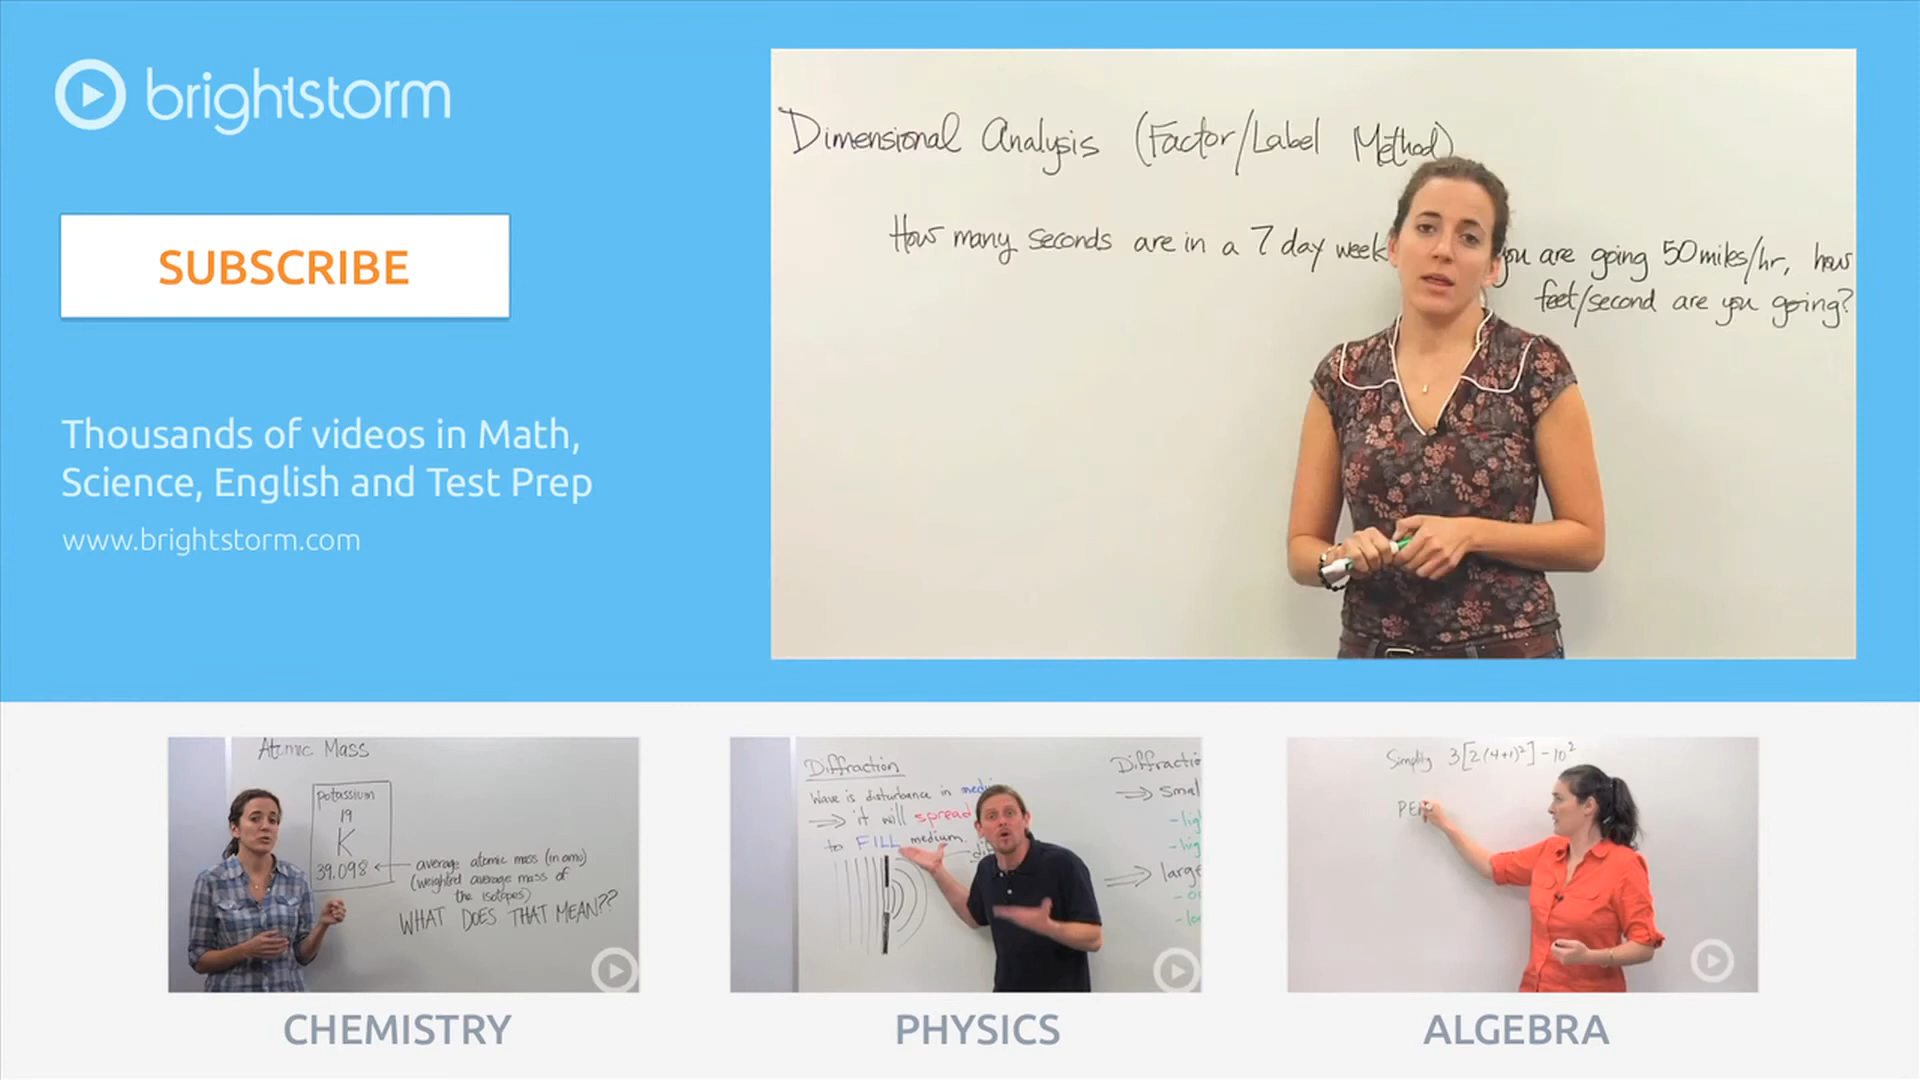 brightstorm
SUBSCRIBE
Thousands of videos in Math,
Science, English and Test Prep
www.brightstorm.com
Dimensional Analysis (Factor/Label Method)
How many seconds are in a 7 day week
you are going 50 miles/hr, how
feet/second are you going?
Atomic Mass
potassium
19
K
39.098
average atomic mass (in amu)
(weighted average mass of
the isotopes)
WHAT DOES THAT MEAN??
CHEMISTRY
Diffraction
Wave is disturbance in
it will spread
to FILL medium.
PHYSICS
Simplify 3[2(4+1)²]-10²
ALGEBRA